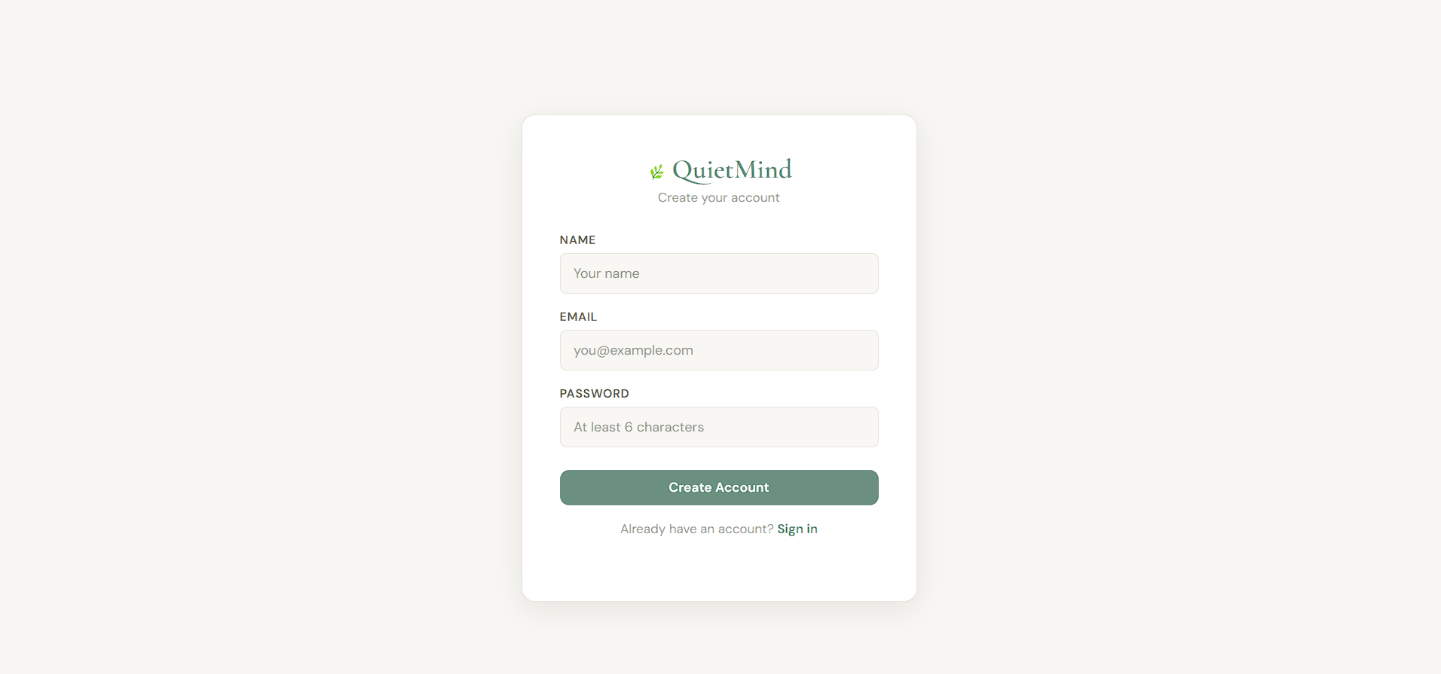 QuietMind
Create your account
NAME
Your name
EMAIL
you@example.com
PASSWORD
At least 6 characters
Create Account
Already have an account? Sign in